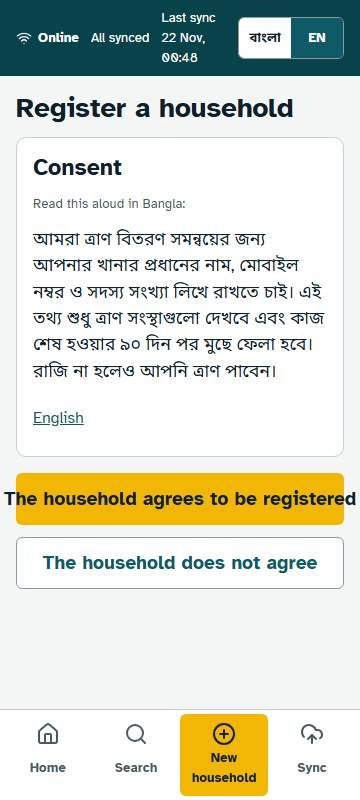 Online
All synced
Last sync
22 Nov,
00:48
বাংলা
EN
Register a household
Consent
Read this aloud in Bangla:
আমরা ত্রাণ বিতরণ সমন্বয়ের জন্য
আপনার খানার প্রধানের নাম, মোবাইল
নম্বর ও সদস্য সংখ্যা লিখে রাখতে চাই। এই
তথ্য শুধু ত্রাণ সংস্থাগুলো দেখবে এবং কাজ
শেষ হওয়ার ৯০ দিন পর মুছে ফেলা হবে।
রাজি না হলেও আপনি ত্রাণ পাবেন।
English
The household agrees to be registered
The household does not agree
Home
Search
New
household
Sync